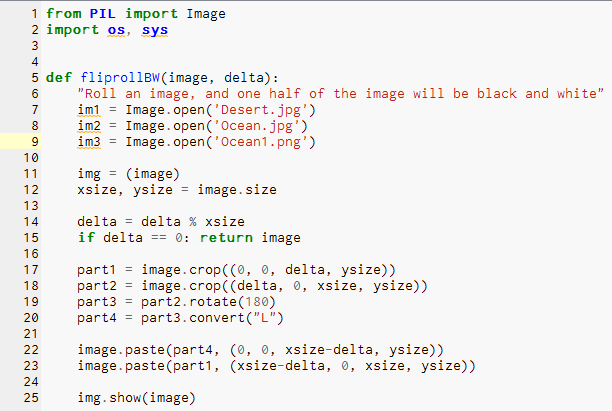 1 from PIL import Image
2 import os, sys
3
4
5 def fliprollBW(image, delta):
6     "Roll an image, and one half of the image will be black and white"
7     im1 = Image.open('Desert.jpg')
8     im2 = Image.open('Ocean.jpg')
9     im3 = Image.open('Ocean1.png')
10
11     img = (image)
12     xsize, ysize = image.size
13
14     delta = delta % xsize
15     if delta == 0: return image
16
17     part1 = image.crop((0, 0, delta, ysize))
18     part2 = image.crop((delta, 0, xsize, ysize))
19     part3 = part2.rotate(180)
20     part4 = part3.convert("L")
21
22     image.paste(part4, (0, 0, xsize-delta, ysize))
23     image.paste(part1, (xsize-delta, 0, xsize, ysize))
24
25     img.show(image)